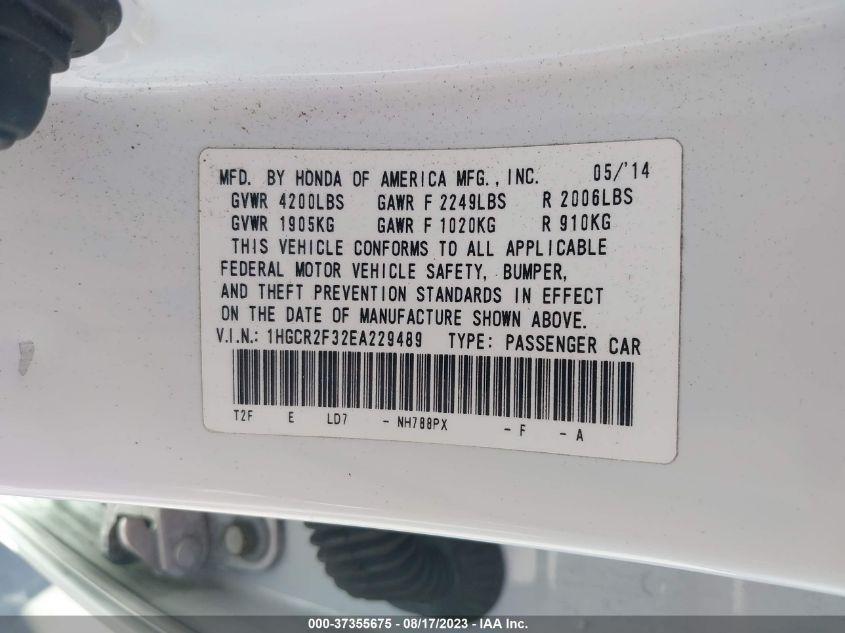 MFD. BY HONDA OF AMERICA MFG., INC. 05/'14
GVWR 4200LBS GAWR F 2249LBS R 2006LBS
GVWR 1905KG GAWR F 1020KG R 910KG
THIS VEHICLE CONFORMS TO ALL APPLICABLE
FEDERAL MOTOR VEHICLE SAFETY, BUMPER,
AND THEFT PREVENTION STANDARDS IN EFFECT
ON THE DATE OF MANUFACTURE SHOWN ABOVE.
V.I.N.: 1HGCR2F32EA229489 TYPE: PASSENGER CAR
T2F E LD7 - NH788PX - F - A
000-37355675 - 08/17/2023 - IAA Inc.